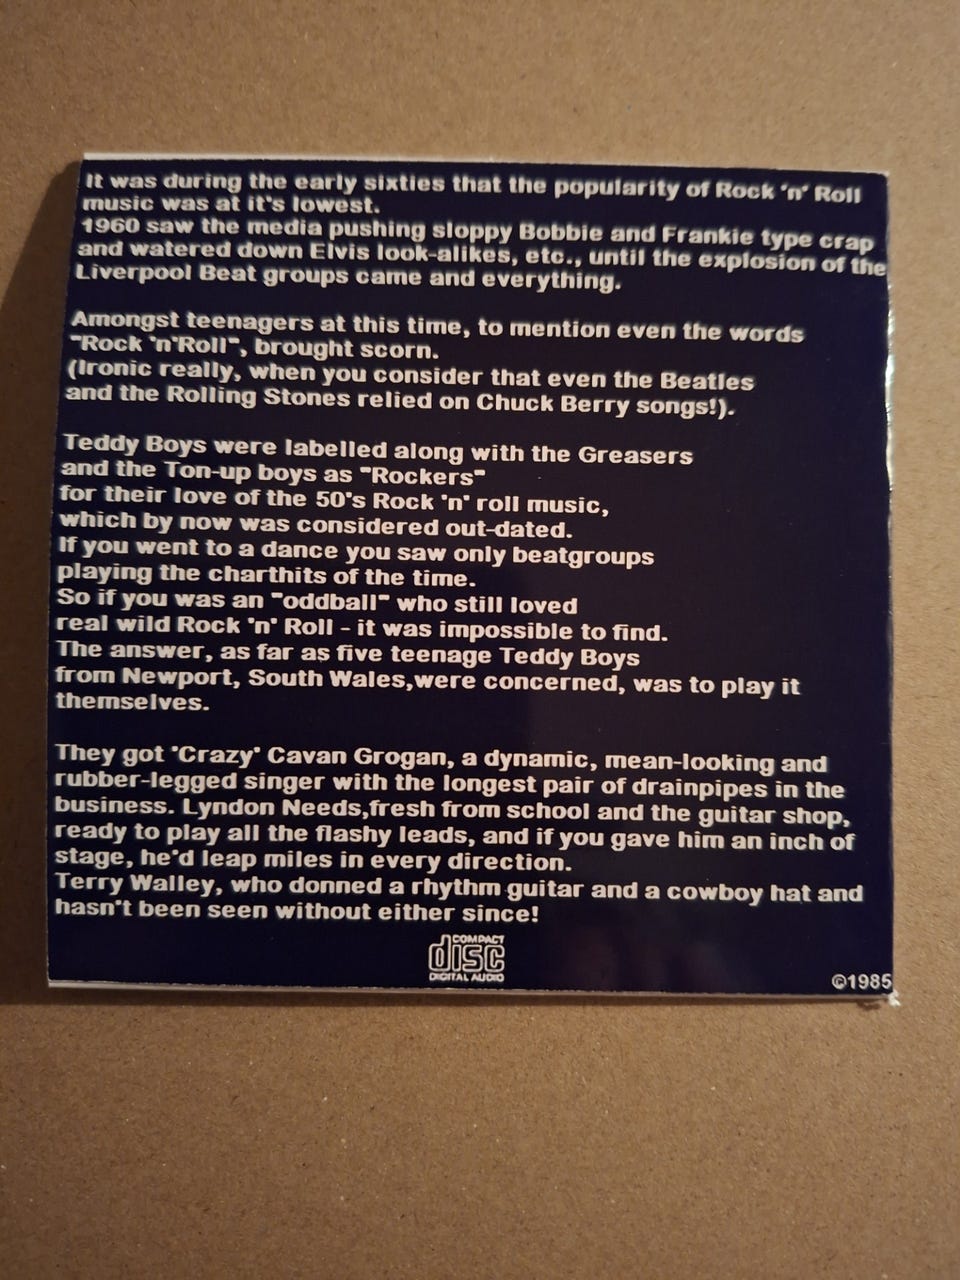 It was during the early sixties that the popularity of Rock 'n' Roll
music was at it's lowest.
1960 saw the media pushing sloppy Bobbie and Frankie type crap
and watered down Elvis look-alikes, etc., until the explosion of the
Liverpool Beat groups came and everything.
Amongst teenagers at this time, to mention even the words
"Rock 'n'Roll", brought scorn.
(Ironic really, when you consider that even the Beatles
and the Rolling Stones relied on Chuck Berry songs!).
Teddy Boys were labelled along with the Greasers
and the Ton-up boys as "Rockers"
for their love of the 50's Rock 'n' roll music,
which by now was considered out-dated.
If you went to a dance you saw only beatgroups
playing the charthits of the time.
So if you was an "oddball" who still loved
real wild Rock 'n' Roll - it was impossible to find.
The answer, as far as five teenage Teddy Boys
from Newport, South Wales,were concerned, was to play it
themselves.
They got 'Crazy' Cavan Grogan, a dynamic, mean-looking and
rubber-legged singer with the longest pair of drainpipes in the
business. Lyndon Needs,fresh from school and the guitar shop,
ready to play all the flashy leads, and if you gave him an inch of
stage, he'd leap miles in every direction.
Terry Walley, who donned a rhythm guitar and a cowboy hat and
hasn't been seen without either since!
COMPACT
disc
DIGITAL AUDIO
©1985